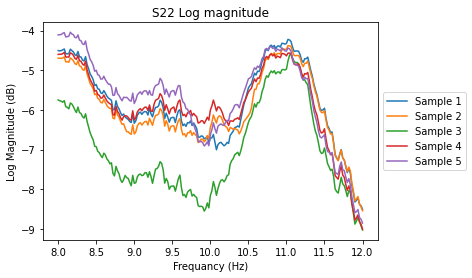 S22 Log magnitude
−4
−5
−6
−7
−8
−9
Log Magnitude (dB)
8.0 8.5 9.0 9.5 10.0 10.5 11.0 11.5 12.0
Frequancy (Hz)
Sample 1
Sample 2
Sample 3
Sample 4
Sample 5